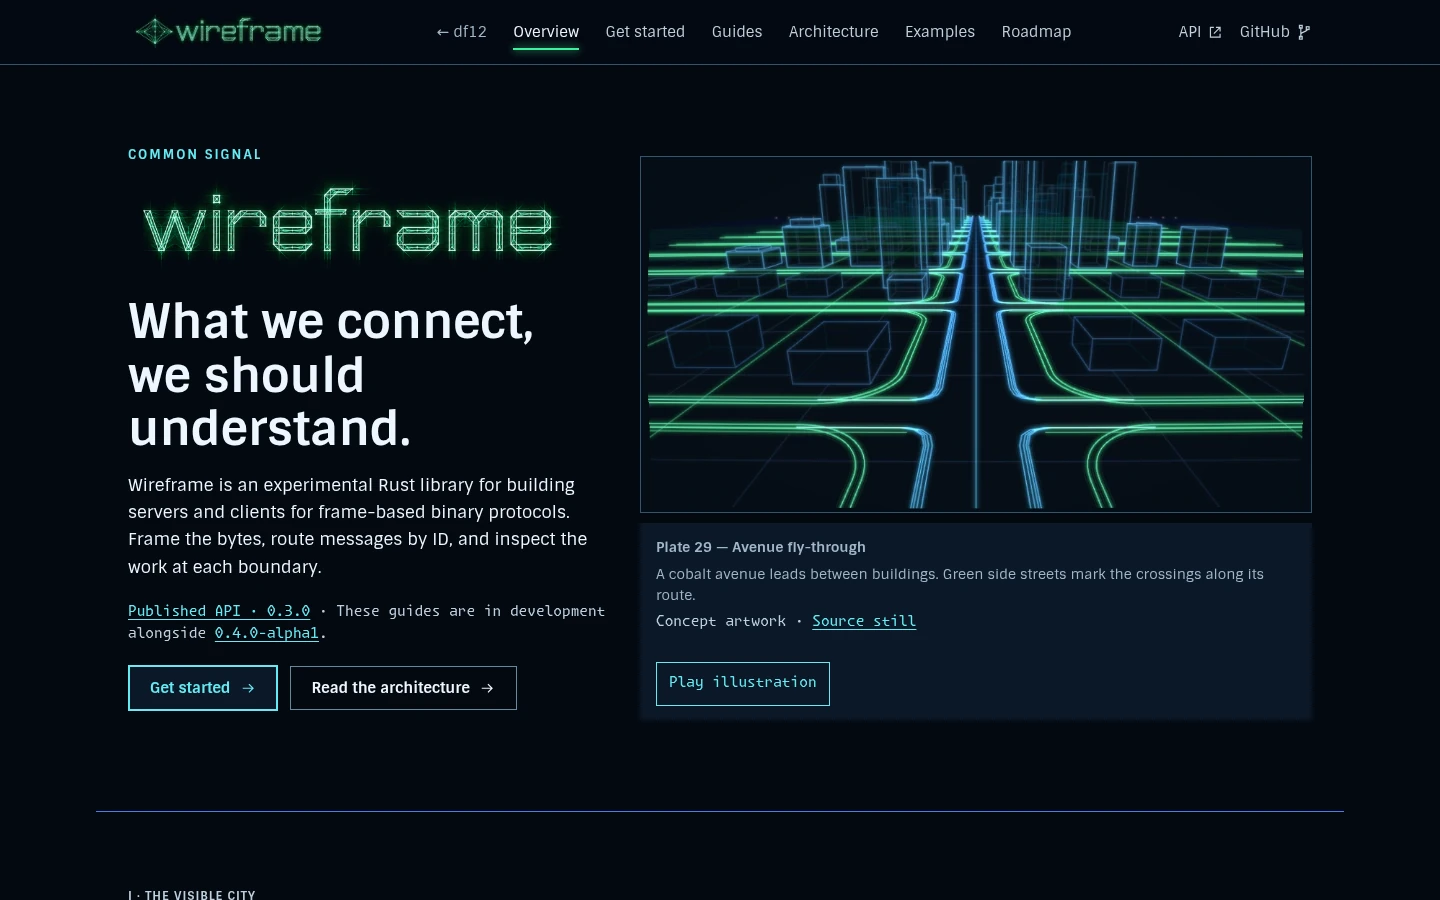 wireframe
← df12
Overview
Get started
Guides
Architecture
Examples
Roadmap
API
GitHub
COMMON SIGNAL
wireframe
What we connect,
we should
understand.
Wireframe is an experimental Rust library for building
servers and clients for frame-based binary protocols.
Frame the bytes, route messages by ID, and inspect the
work at each boundary.
Published API · 0.3.0 · These guides are in development
alongside 0.4.0-alpha1.
Get started →
Read the architecture →
Plate 29 — Avenue fly-through
A cobalt avenue leads between buildings. Green side streets mark the crossings along its
route.
Concept artwork · Source still
Play illustration
I · THE VISIBLE CITY